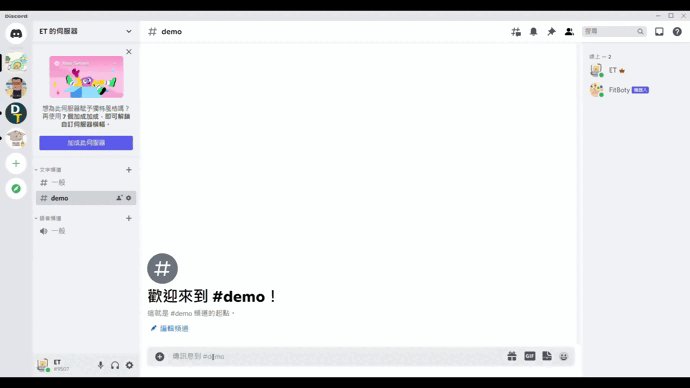 Discord
ET 的伺服器
想為此伺服器賦予獨特風格嗎？
再使用 7 個加成加成，即可解鎖
自訂伺服器橫幅。
加成此伺服器
文字頻道
一般
demo
語音頻道
一般
ET
#9507
demo
歡迎來到 #demo！
這就是 #demo 頻道的起點。
編輯頻道
傳訊息到 #demo
GIF
搜尋
線上 — 2
ET
FitBoty
機器人